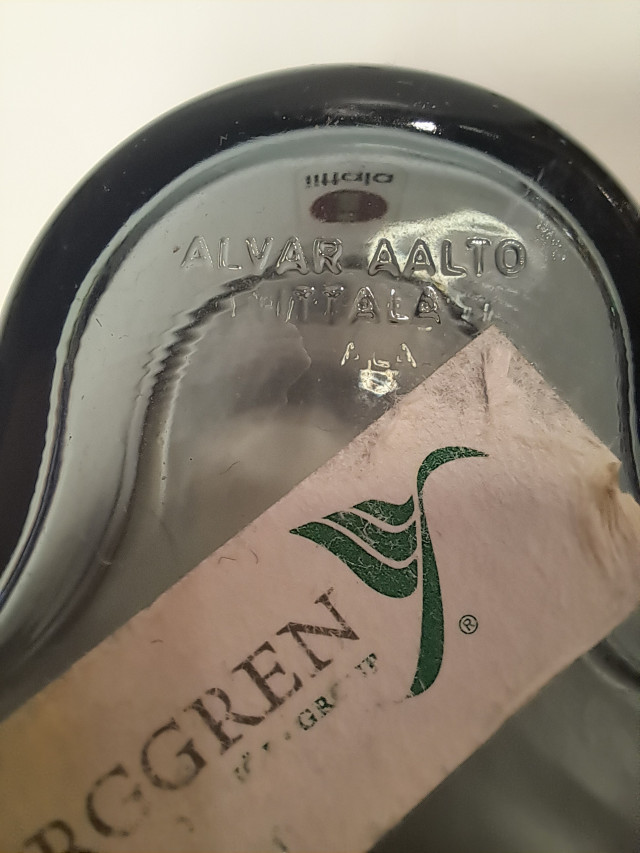 iittala
ALVAR AALTO
IITTALA
RGGREN
®